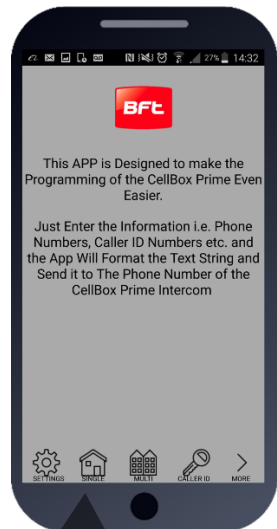 27% 14:32
BFt
This APP is Designed to make the
Programming of the CellBox Prime Even
Easier.
Just Enter the Information i.e. Phone
Numbers, Caller ID Numbers etc. and
the App Will Format the Text String and
Send it to The Phone Number of the
CellBox Prime Intercom
SETTINGS SINGLE MULTI CALLER ID MORE